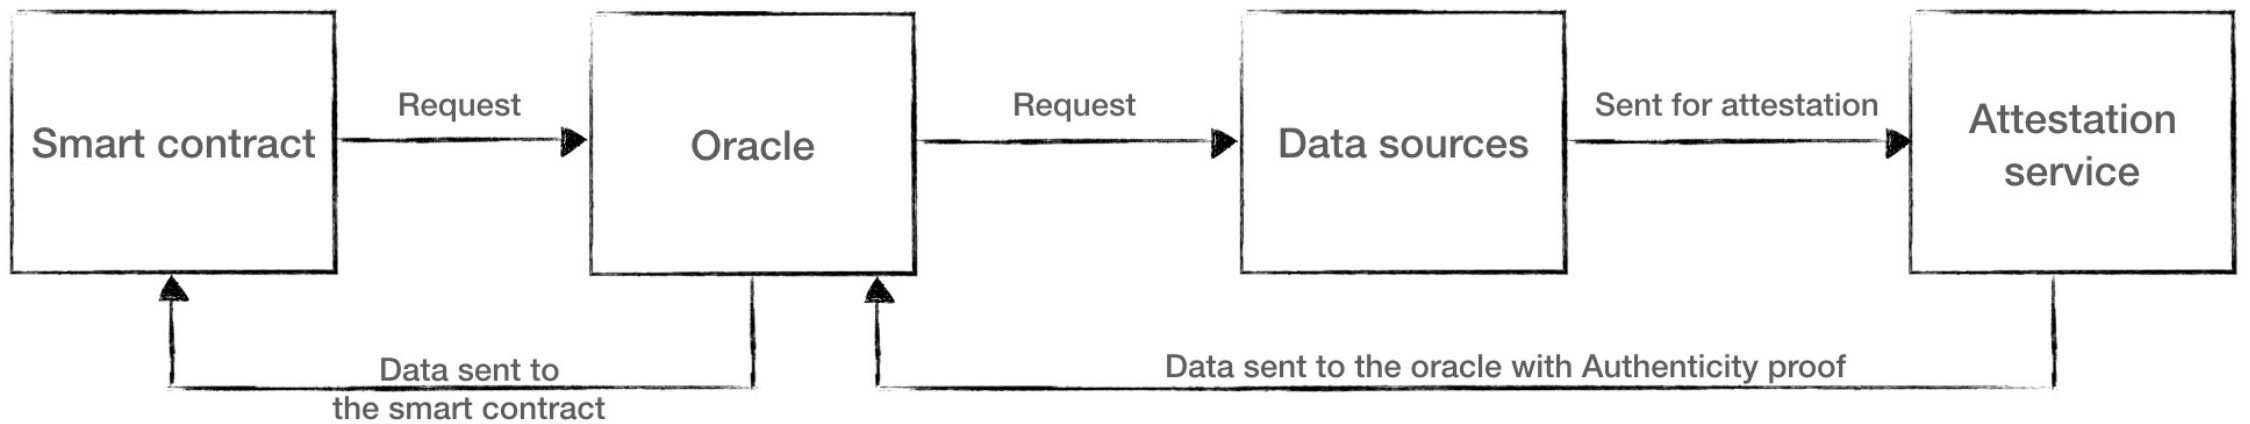 Smart contract
Request
Oracle
Request
Data sources
Sent for attestation
Attestation
service
Data sent to
the smart contract
Data sent to the oracle with Authenticity proof